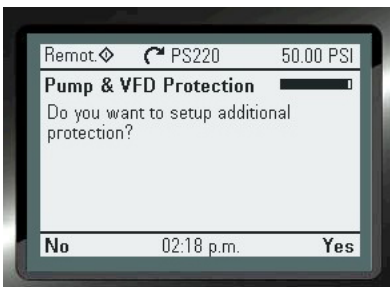 Remot. PS220 50.00 PSI
Pump & VFD Protection
Do you want to setup additional
protection?
No 02:18 p.m. Yes